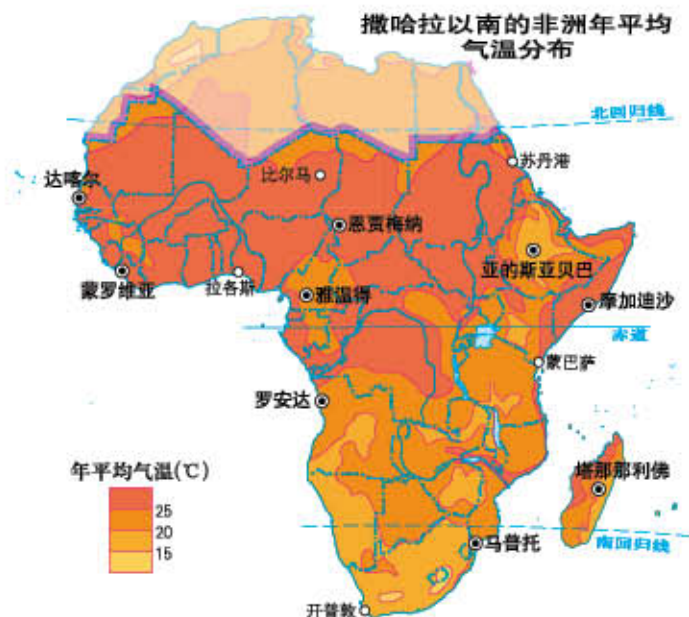 撒哈拉以南的非洲年平均
气温分布
北回归线
苏丹港
比尔马
达喀尔
恩贾梅纳
亚的斯亚贝巴
蒙罗维亚
拉各斯
雅温得
摩加迪沙
赤道
蒙巴萨
罗安达
年平均气温(℃)
25
20
15
塔那那利佛
马普托
南回归线
开普敦